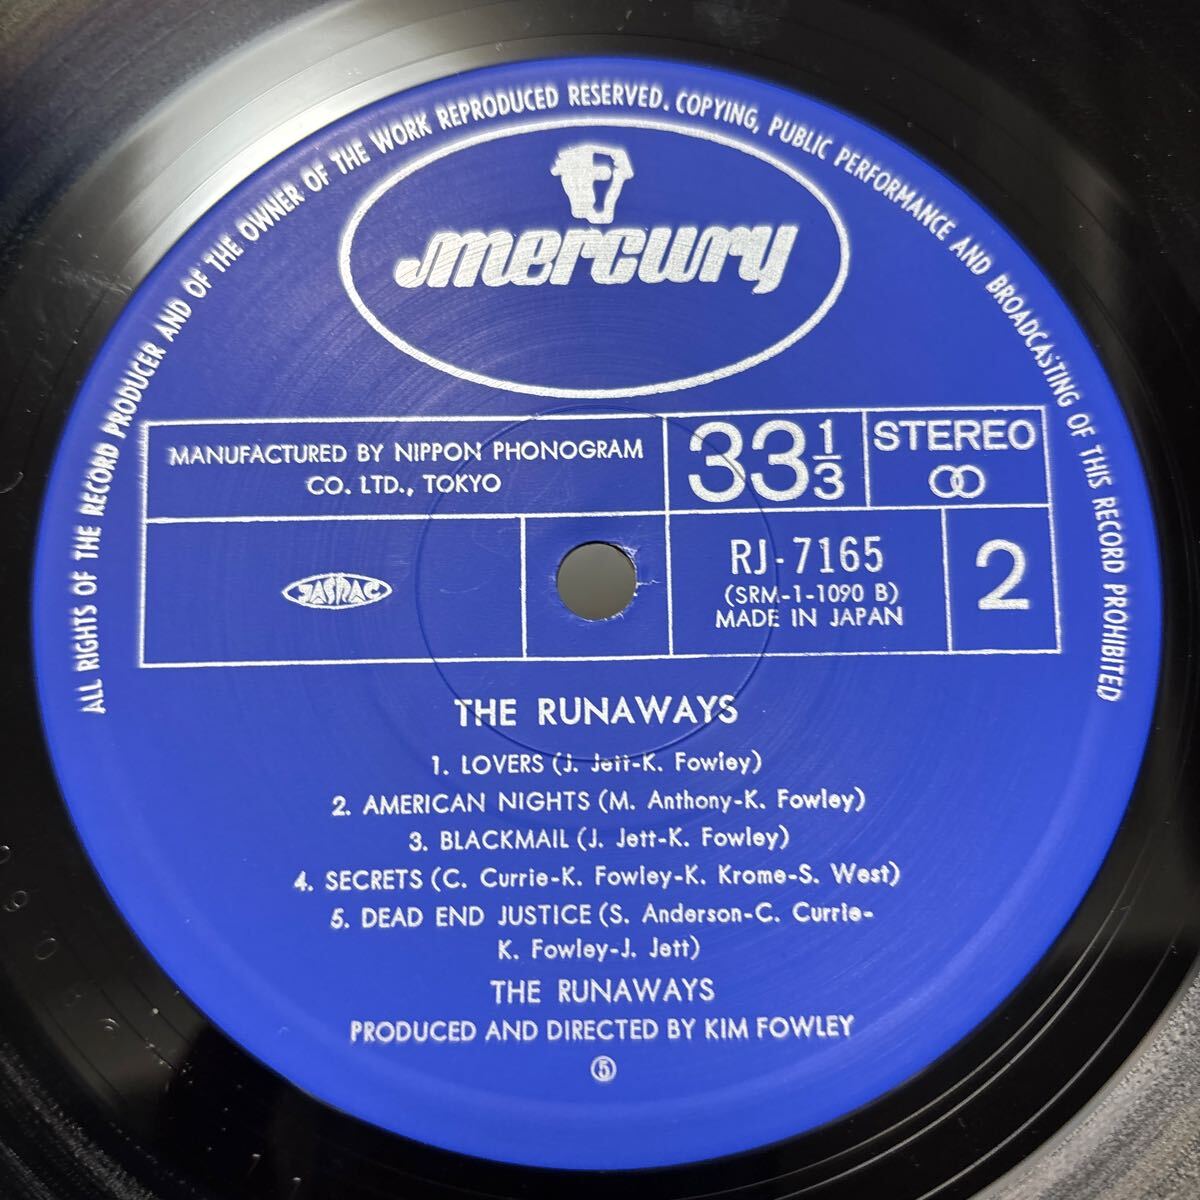 ALL RIGHTS OF THE RECORD PRODUCER AND OF THE OWNER OF THE WORK REPRODUCED RESERVED. COPYING, PUBLIC PERFORMANCE AND BROADCASTING OF THIS RECORD PROHIBITED
mercury
MANUFACTURED BY NIPPON PHONOGRAM
CO. LTD., TOKYO
33 1/3
STEREO
JASRAC
RJ-7165
(SRM-1-1090 B)
MADE IN JAPAN
2
THE RUNAWAYS
1. LOVERS (J. Jett-K. Fowley)
2. AMERICAN NIGHTS (M. Anthony-K. Fowley)
3. BLACKMAIL (J. Jett-K. Fowley)
4. SECRETS (C. Currie-K. Fowley-K. Krome-S. West)
5. DEAD END JUSTICE (S. Anderson-C. Currie-
K. Fowley-J. Jett)
THE RUNAWAYS
PRODUCED AND DIRECTED BY KIM FOWLEY
⑤